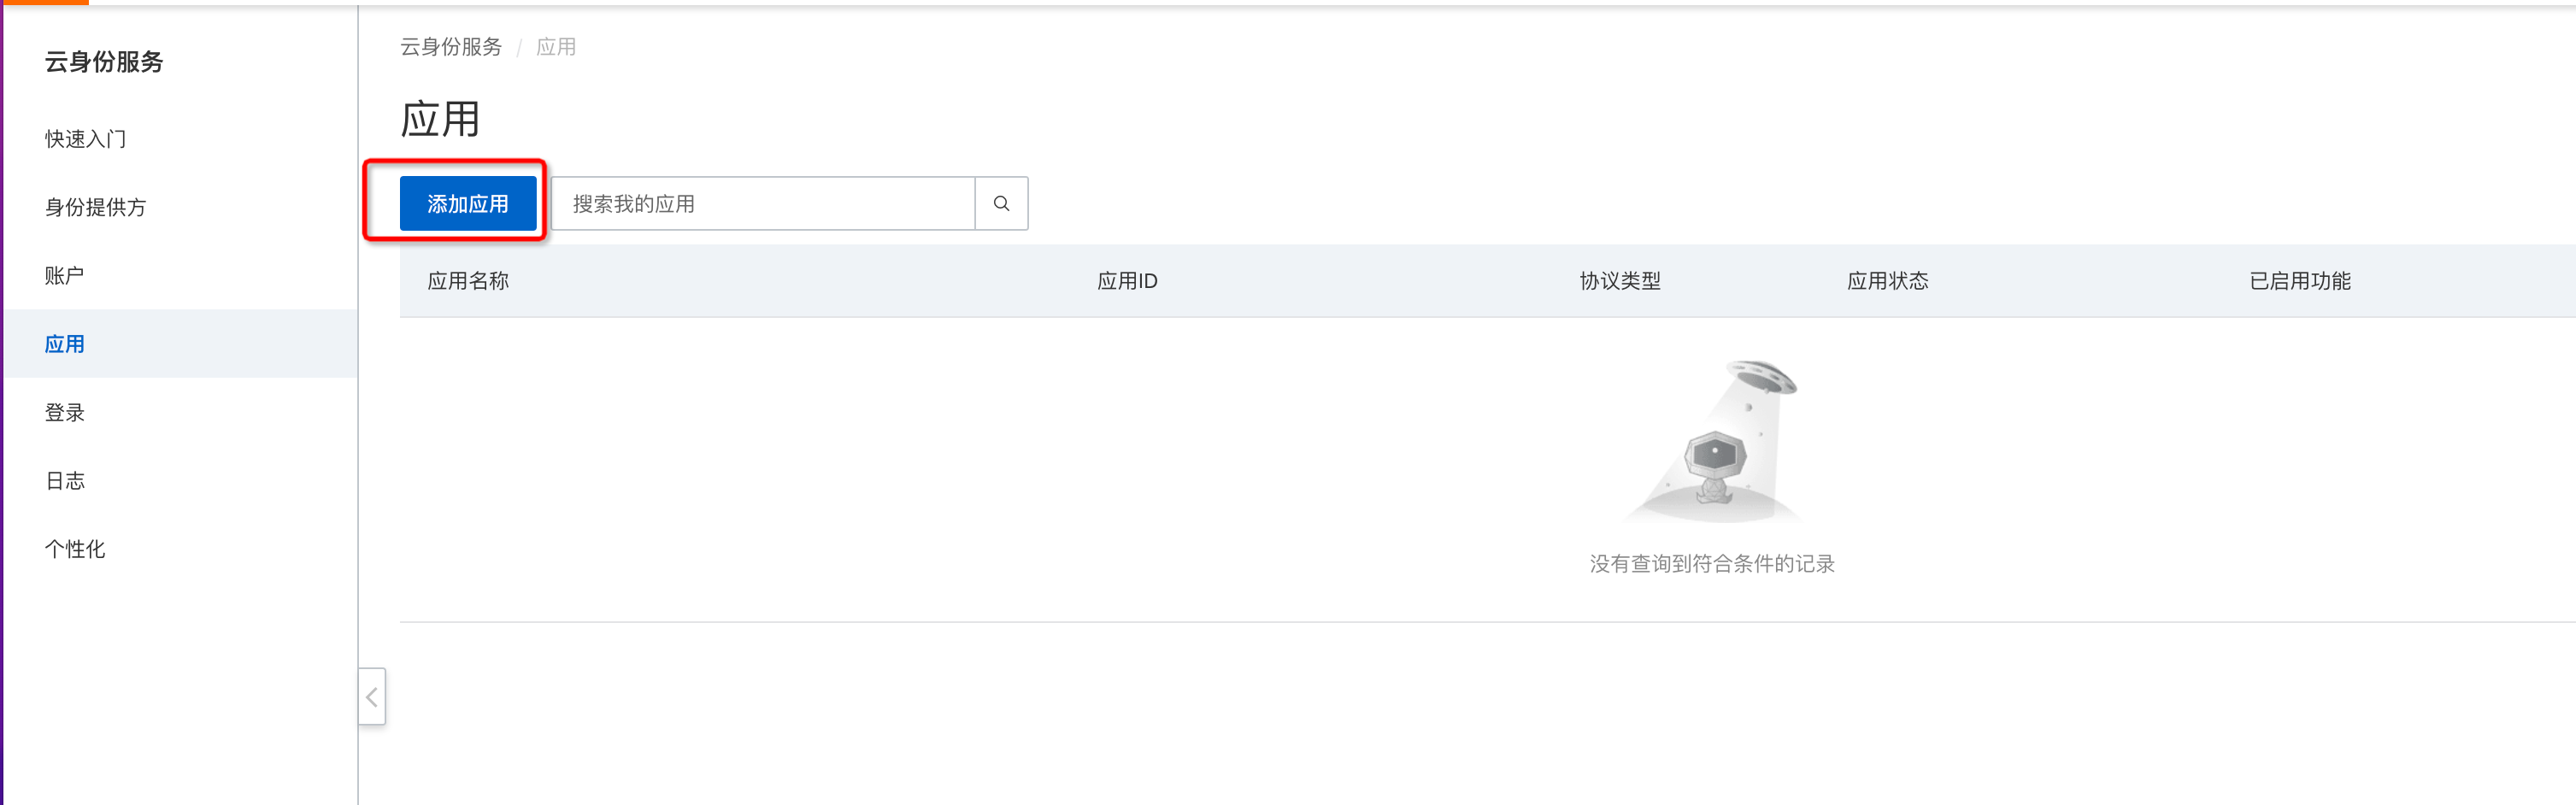 云身份服务
快速入门
身份提供方
账户
应用
登录
日志
个性化
云身份服务 / 应用
应用
添加应用 搜索我的应用
应用名称 应用ID 协议类型 应用状态 已启用功能
没有查询到符合条件的记录